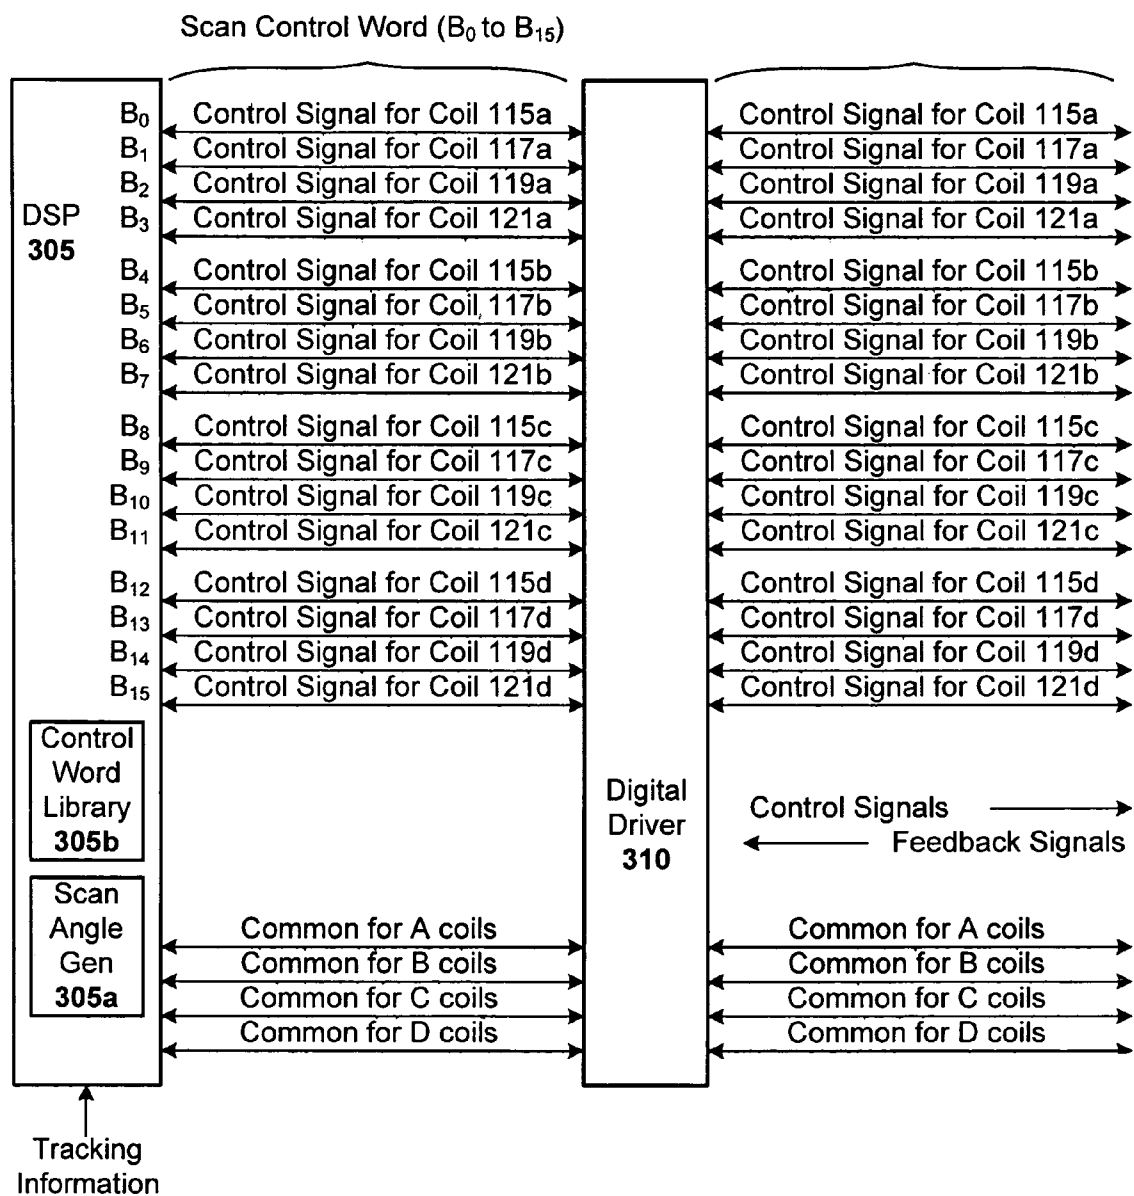 Scan Control Word (B0 to B15)
B0 Control Signal for Coil 115a Control Signal for Coil 115a
B1 Control Signal for Coil 117a Control Signal for Coil 117a
B2 Control Signal for Coil 119a Control Signal for Coil 119a
DSP
305
B3 Control Signal for Coil 121a Control Signal for Coil 121a
B4 Control Signal for Coil 115b Control Signal for Coil 115b
B5 Control Signal for Coil 117b Control Signal for Coil 117b
B6 Control Signal for Coil 119b Control Signal for Coil 119b
B7 Control Signal for Coil 121b Control Signal for Coil 121b
B8 Control Signal for Coil 115c Control Signal for Coil 115c
B9 Control Signal for Coil 117c Control Signal for Coil 117c
B10 Control Signal for Coil 119c Control Signal for Coil 119c
B11 Control Signal for Coil 121c Control Signal for Coil 121c
B12 Control Signal for Coil 115d Control Signal for Coil 115d
B13 Control Signal for Coil 117d Control Signal for Coil 117d
B14 Control Signal for Coil 119d Control Signal for Coil 119d
B15 Control Signal for Coil 121d Control Signal for Coil 121d
Control
Word
Library
305b
Digital
Driver
310
Control Signals
Feedback Signals
Scan
Angle
Gen
305a
Common for A coils Common for A coils
Common for B coils Common for B coils
Common for C coils Common for C coils
Common for D coils Common for D coils
Tracking
Information